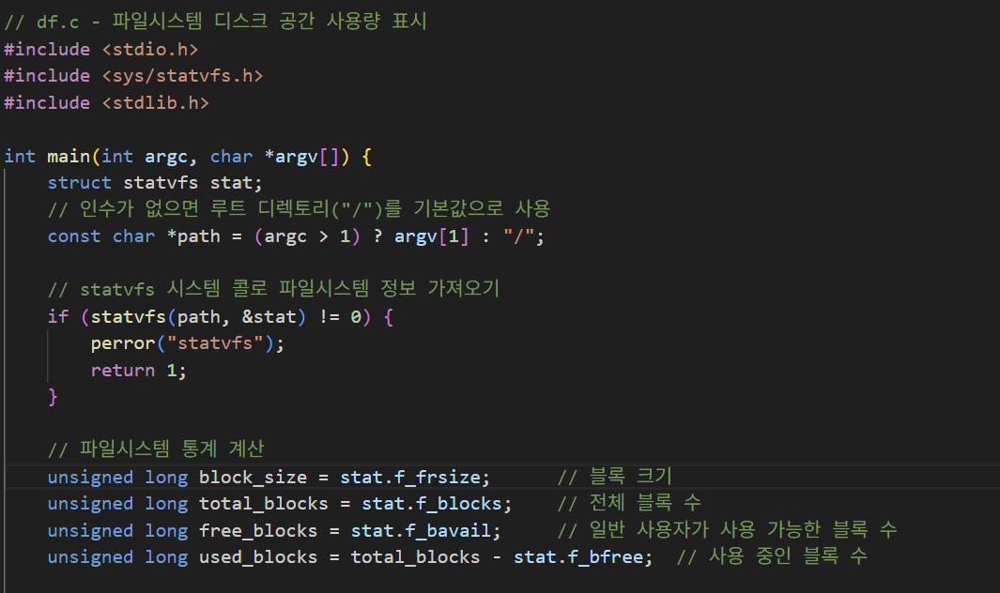 // df.c - 파일시스템 디스크 공간 사용량 표시
#include <stdio.h>
#include <sys/statvfs.h>
#include <stdlib.h>
int main(int argc, char *argv[]) {
struct statvfs stat;
// 인수가 없으면 루트 디렉토리("/")를 기본값으로 사용
const char *path = (argc > 1) ? argv[1] : "/";
// statvfs 시스템 콜로 파일시스템 정보 가져오기
if (statvfs(path, &stat) != 0) {
perror("statvfs");
return 1;
}
// 파일시스템 통계 계산
unsigned long block_size = stat.f_frsize; // 블록 크기
unsigned long total_blocks = stat.f_blocks; // 전체 블록 수
unsigned long free_blocks = stat.f_bavail; // 일반 사용자가 사용 가능한 블록 수
unsigned long used_blocks = total_blocks - stat.f_bfree; // 사용 중인 블록 수